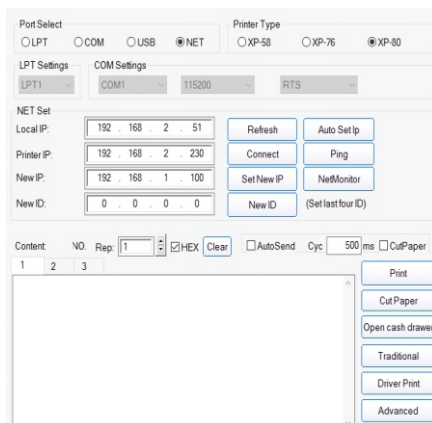 Port Select Printer Type
LPT COM USB NET XP-58 XP-76 XP-80
LPT Settings COM Settings
LPT1 COM1 115200 RTS
NET Set
Local IP: 192 . 168 . 2 . 51 Refresh Auto Set Ip
Printer IP: 192 . 168 . 2 . 230 Connect Ping
New IP: 192 . 168 . 1 . 100 Set New IP NetMonitor
New ID: 0 . 0 . 0 . 0 New ID (Set last four ID)
Content: NO. Rep: 1 HEX Clear AutoSend Cyc 500 ms CutPaper
1 2 3
Print
Cut Paper
Open cash drawe
Traditional
Driver Print
Advanced